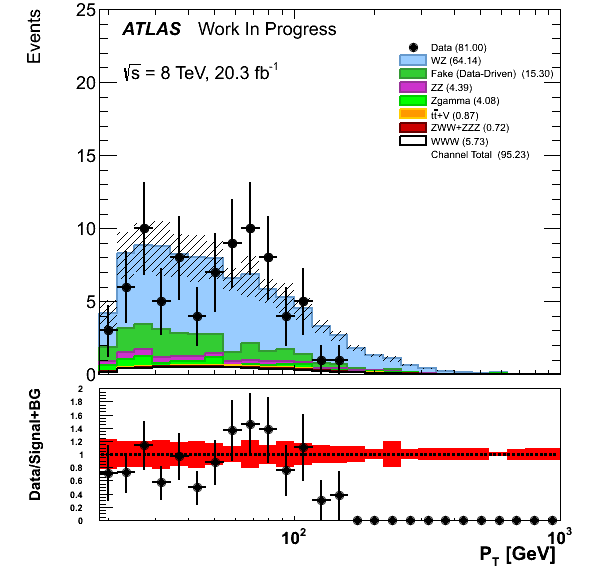 Events
25
20
15
10
5
0
ATLAS Work In Progress
√s = 8 TeV, 20.3 fb⁻¹
Data (81.00)
WZ (64.14)
Fake (Data-Driven) (15.30)
ZZ (4.39)
Zgamma (4.08)
tt̄+V (0.87)
ZWW+ZZZ (0.72)
WWW (5.73)
Channel Total (95.23)
Data/Signal+BG
2
1.8
1.6
1.4
1.2
1
0.8
0.6
0.4
0.2
0
10²
10³
P_T [GeV]